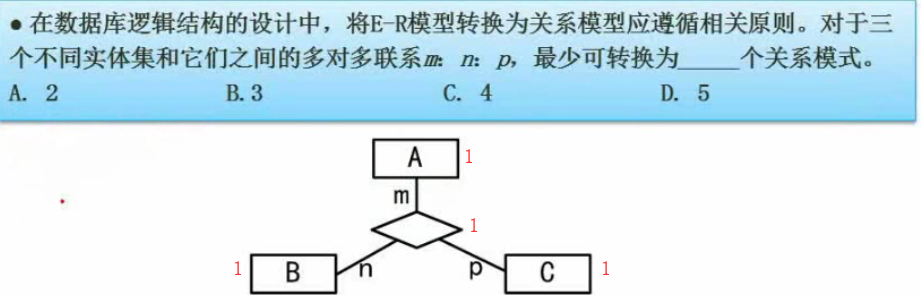 ● 在数据库逻辑结构的设计中，将E-R模型转换为关系模型应遵循相关原则。对于三
个不同实体集和它们之间的多对多联系m：n：p，最少可转换为_____个关系模式。
A. 2 B.3 C. 4 D. 5
A 1
m
1
1 B n p C 1